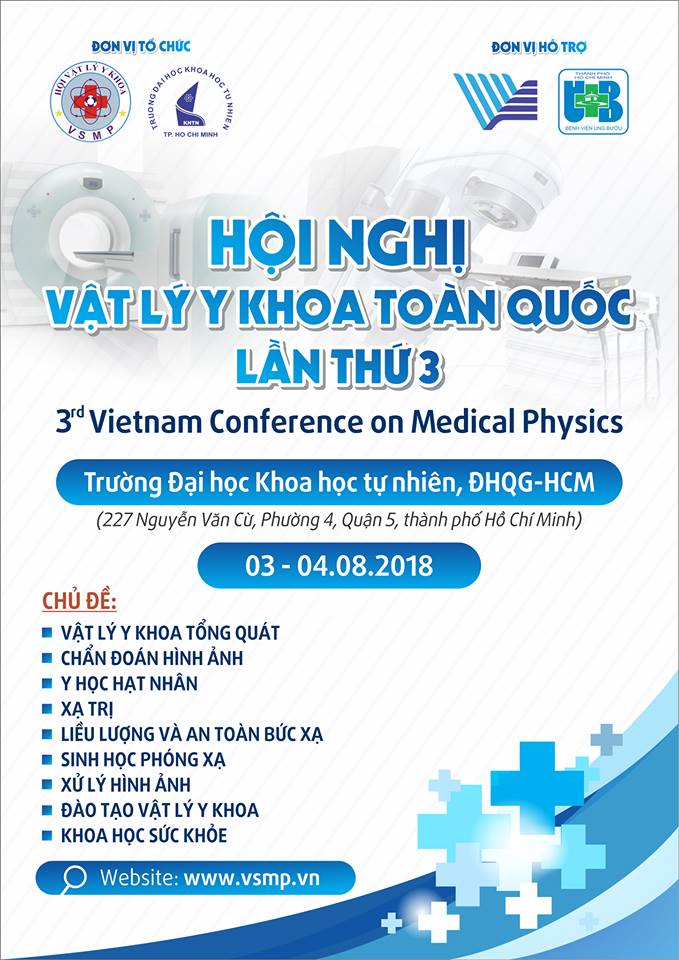 ĐƠN VỊ TỔ CHỨC
ĐƠN VỊ HỖ TRỢ
HỘI VẬT LÝ Y KHOA
VSMP
TRƯỜNG ĐẠI HỌC KHOA HỌC TỰ NHIÊN
KHTN
TP. HỒ CHÍ MINH
THÀNH PHỐ
HỒ CHÍ MINH
UB
BỆNH VIỆN UNG BƯỚU
HỘI NGHỊ
VẬT LÝ Y KHOA TOÀN QUỐC
LẦN THỨ 3
3rd Vietnam Conference on Medical Physics
Trường Đại học Khoa học tự nhiên, ĐHQG-HCM
(227 Nguyễn Văn Cừ, Phường 4, Quận 5, thành phố Hồ Chí Minh)
03 - 04.08.2018
CHỦ ĐỀ:
VẬT LÝ Y KHOA TỔNG QUÁT
CHẨN ĐOÁN HÌNH ẢNH
Y HỌC HẠT NHÂN
XẠ TRỊ
LIỀU LƯỢNG VÀ AN TOÀN BỨC XẠ
SINH HỌC PHÓNG XẠ
XỬ LÝ HÌNH ẢNH
ĐÀO TẠO VẬT LÝ Y KHOA
KHOA HỌC SỨC KHỎE
Website: www.vsmp.vn